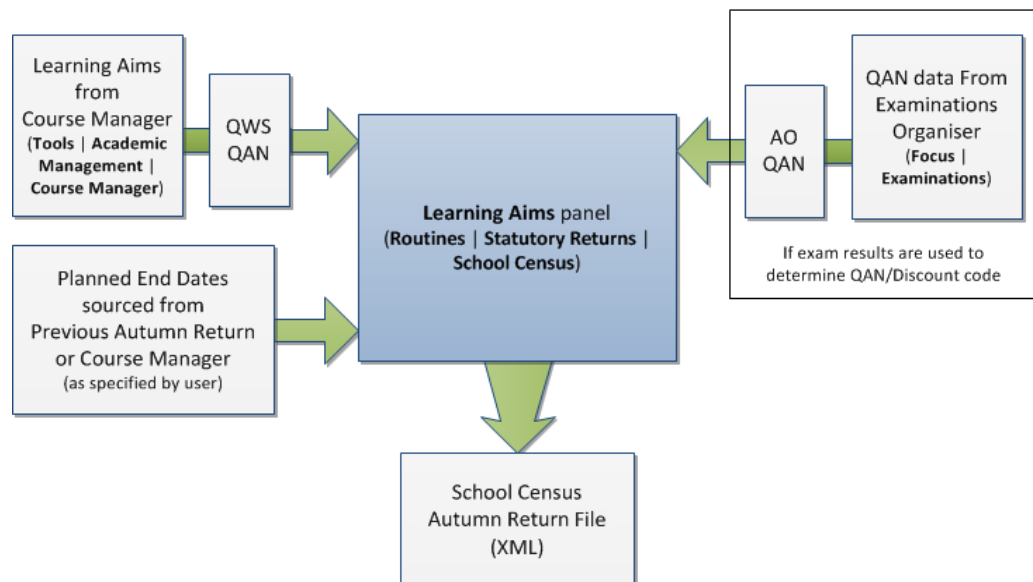 Learning Aims
from
Course Manager
(Tools | Academic
Management |
Course Manager)
QWS
QAN
Learning Aims panel
(Routines | Statutory Returns |
School Census)
AO
QAN
QAN data From
Examinations
Organiser
(Focus |
Examinations)
If exam results are used to
determine QAN/Discount code
Planned End Dates
sourced from
Previous Autumn Return
or Course Manager
(as specified by user)
School Census
Autumn Return File
(XML)